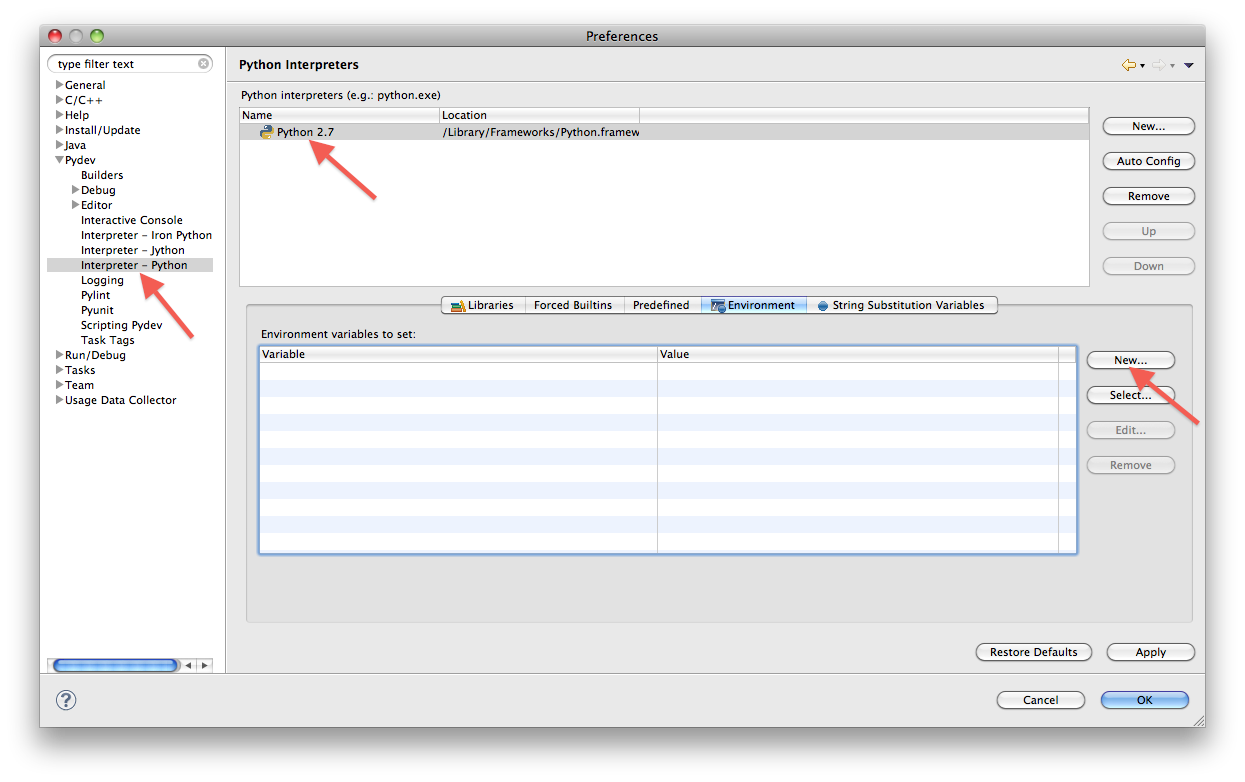 Preferences
type filter text
General
C/C++
Help
Install/Update
Java
Pydev
Builders
Debug
Editor
Interactive Console
Interpreter - Iron Python
Interpreter - Jython
Interpreter - Python
Logging
Pylint
Pyunit
Scripting Pydev
Task Tags
Run/Debug
Tasks
Team
Usage Data Collector
Python Interpreters
Python interpreters (e.g.: python.exe)
Name Location
Python 2.7 /Library/Frameworks/Python.framew
New...
Auto Config
Remove
Up
Down
Libraries Forced Builtins Predefined Environment String Substitution Variables
Environment variables to set:
Variable Value
New...
Select...
Edit...
Remove
Restore Defaults Apply
? Cancel OK